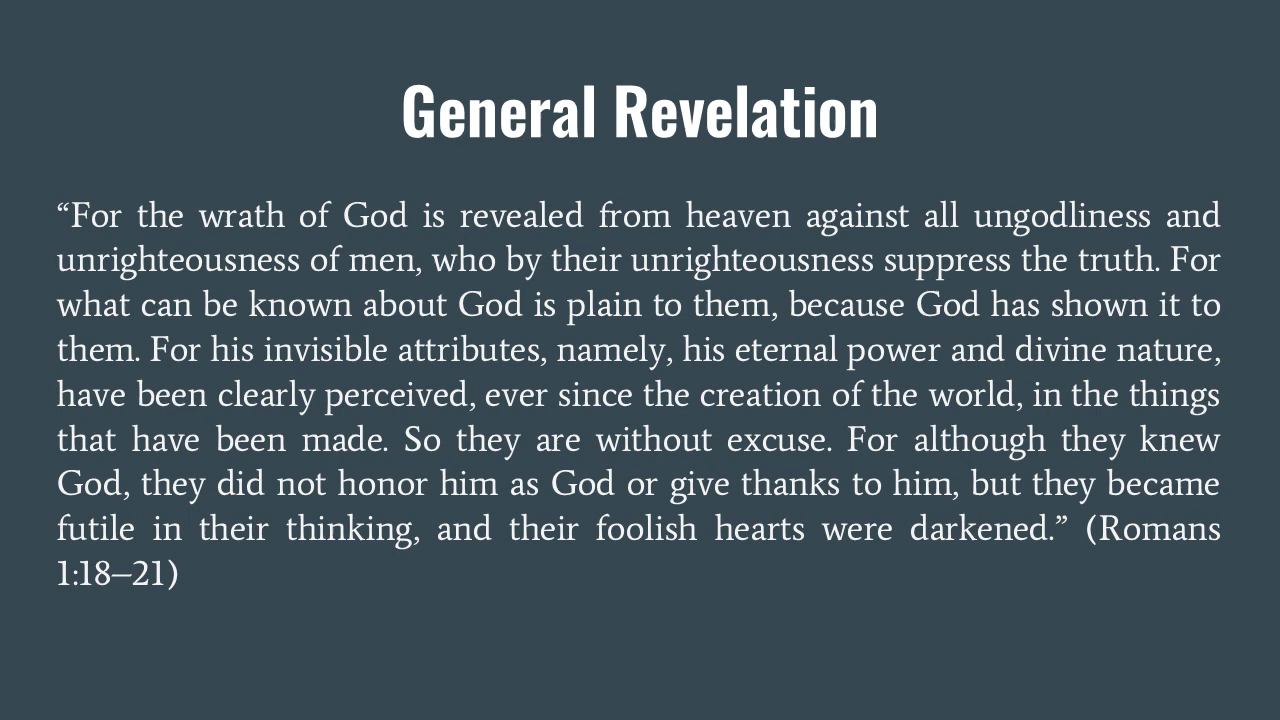 General Revelation
“For the wrath of God is revealed from heaven against all ungodliness and
unrighteousness of men, who by their unrighteousness suppress the truth. For
what can be known about God is plain to them, because God has shown it to
them. For his invisible attributes, namely, his eternal power and divine nature,
have been clearly perceived, ever since the creation of the world, in the things
that have been made. So they are without excuse. For although they knew
God, they did not honor him as God or give thanks to him, but they became
futile in their thinking, and their foolish hearts were darkened.” (Romans
1:18–21)